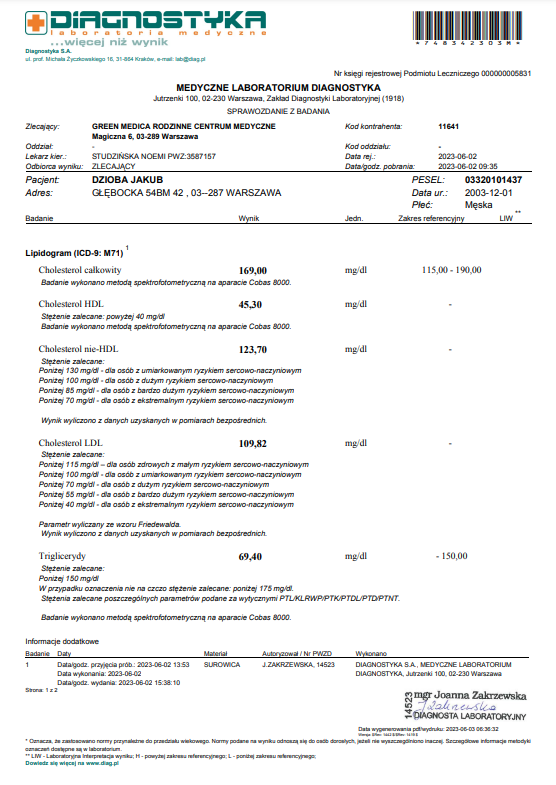 DIAGNOSTYKA
laboratoria medyczne
...więcej niż wynik
* 7 4 8 3 4 2 3 0 3 M *
Diagnostyka S.A.
ul. prof. Michała Życzkowskiego 16, 31-864 Kraków, e-mail: lab@diag.pl
Nr księgi rejestrowej Podmiotu Leczniczego 000000005831
MEDYCZNE LABORATORIUM DIAGNOSTYKA
Jutrzenki 100, 02-230 Warszawa, Zakład Diagnostyki Laboratoryjnej (1918)
SPRAWOZDANIE Z BADANIA
Zlecający: GREEN MEDICA RODZINNE CENTRUM MEDYCZNE Kod kontrahenta: 11641
Magiczna 6, 03-289 Warszawa
Oddział: - Kod oddziału: -
Lekarz kier.: STUDZIŃSKA NOEMI PWZ:3587157 Data rej.: 2023-06-02
Odbiorca wyniku: ZLECAJĄCY Data/godz. pobrania: 2023-06-02 09:35
Pacjent: DZIOBA JAKUB PESEL: 03320101437
Adres: GŁĘBOCKA 54BM 42 , 03--287 WARSZAWA Data ur.: 2003-12-01
Płeć: Męska
Badanie Wynik Jedn. Zakres referencyjny LIW **
Lipidogram (ICD-9: M71) 1
Cholesterol całkowity 169,00 mg/dl 115,00 - 190,00
Badanie wykonano metodą spektrofotometryczną na aparacie Cobas 8000.
Cholesterol HDL 45,30 mg/dl -
Stężenie zalecane: powyżej 40 mg/dl
Badanie wykonano metodą spektrofotometryczną na aparacie Cobas 8000.
Cholesterol nie-HDL 123,70 mg/dl -
Stężenie zalecane:
Poniżej 130 mg/dl - dla osób z umiarkowanym ryzykiem sercowo-naczyniowym
Poniżej 100 mg/dl - dla osób z dużym ryzykiem sercowo-naczyniowym
Poniżej 85 mg/dl - dla osób z bardzo dużym ryzykiem sercowo-naczyniowym
Poniżej 70 mg/dl - dla osób z ekstremalnym ryzykiem sercowo-naczyniowym
Wynik wyliczono z danych uzyskanych w pomiarach bezpośrednich.
Cholesterol LDL 109,82 mg/dl -
Stężenie zalecane:
Poniżej 115 mg/dl – dla osób zdrowych z małym ryzykiem sercowo-naczyniowym
Poniżej 100 mg/dl - dla osób z umiarkowanym ryzykiem sercowo-naczyniowym
Poniżej 70 mg/dl - dla osób z dużym ryzykiem sercowo-naczyniowym
Poniżej 55 mg/dl - dla osób z bardzo dużym ryzykiem sercowo-naczyniowym
Poniżej 40 mg/dl - dla osób z ekstremalnym ryzykiem sercowo-naczyniowym
Parametr wyliczany ze wzoru Friedewalda.
Wynik wyliczono z danych uzyskanych w pomiarach bezpośrednich.
Triglicerydy 69,40 mg/dl - 150,00
Stężenie zalecane:
Poniżej 150 mg/dl
W przypadku oznaczenia nie na czczo stężenie zalecane: poniżej 175 mg/dl.
Stężenia zalecane poszczególnych parametrów podane za wytycznymi PTL/KLRWP/PTK/PTDL/PTD/PTNT.
Badanie wykonano metodą spektrofotometryczną na aparacie Cobas 8000.
Informacje dodatkowe
Badanie Daty Materiał Autoryzował / Nr PWZD Wykonano
1 Data/godz. przyjęcia prób.: 2023-06-02 13:53 SUROWICA J.ZAKRZEWSKA, 14523 DIAGNOSTYKA S.A., MEDYCZNE LABORATORIUM
Data wykonania: 2023-06-02 DIAGNOSTYKA, Jutrzenki 100, 02-230 Warszawa
Data/godz. wydania: 2023-06-02 15:38:10
Strona: 1 z 2
14523 mgr Joanna Zakrzewska
DIAGNOSTA LABORATORYJNY
Data wygenerowania pdf/wydruku: 2023-06-03 06:36:32
* Oznacza, że zastosowano normy przynależne do przedziału wiekowego. Normy podane na wydruku odnoszą się do osób dorosłych, jeżeli nie wyszczególniono inaczej. Szczegółowe informacje metodyki
oznaczeń dostępne są w laboratorium.
** LIW - Laboratoryjna Interpretacja wyniku; H - powyżej zakresu referencyjnego; L - poniżej zakresu referencyjnego;
Dowiedz się więcej na www.diag.pl